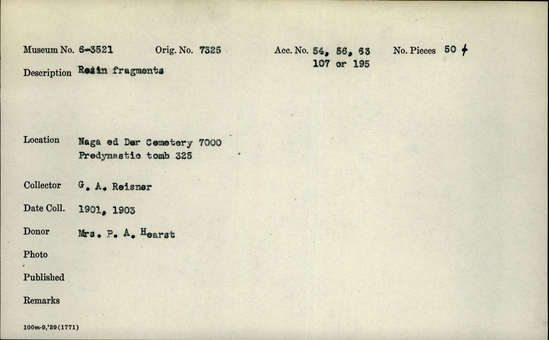 Museum No. 6-3521 Orig. No. 7325 Acc. No. 54, 56, 63 No. Pieces 50 +
107 or 195
Description Resin fragments
Location Naga ed Der Cemetery 7000
Predynastic tomb 325
Collector G. A. Reisner
Date Coll. 1901, 1903
Donor Mrs. P. A. Hearst
Photo
Published
Remarks
100m-9,'39(1771)